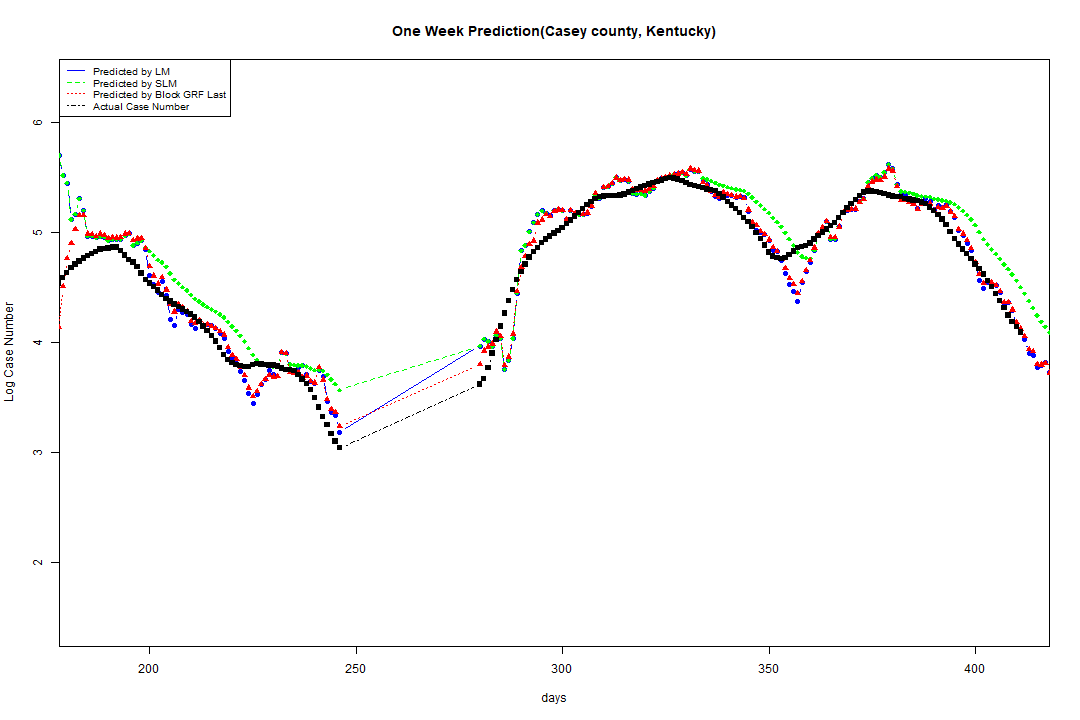 One Week Prediction(Casey county, Kentucky)
Predicted by LM
Predicted by SLM
Predicted by Block GRF Last
Actual Case Number
6
5
4
3
2
Log Case Number
200 250 300 350 400
days